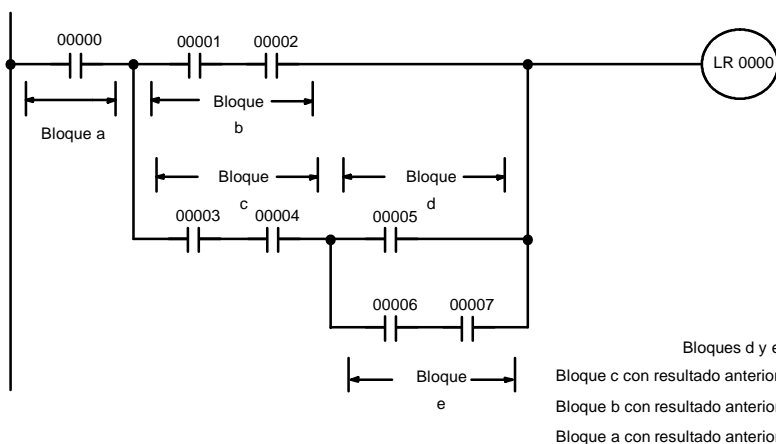 00000
00001
00002
LR 0000
Bloque a
Bloque
b
Bloque
c
Bloque
d
00003
00004
00005
00006
00007
Bloque
e
Bloques d y e
Bloque c con resultado anterior
Bloque b con resultado anterior
Bloque a con resultado anterior